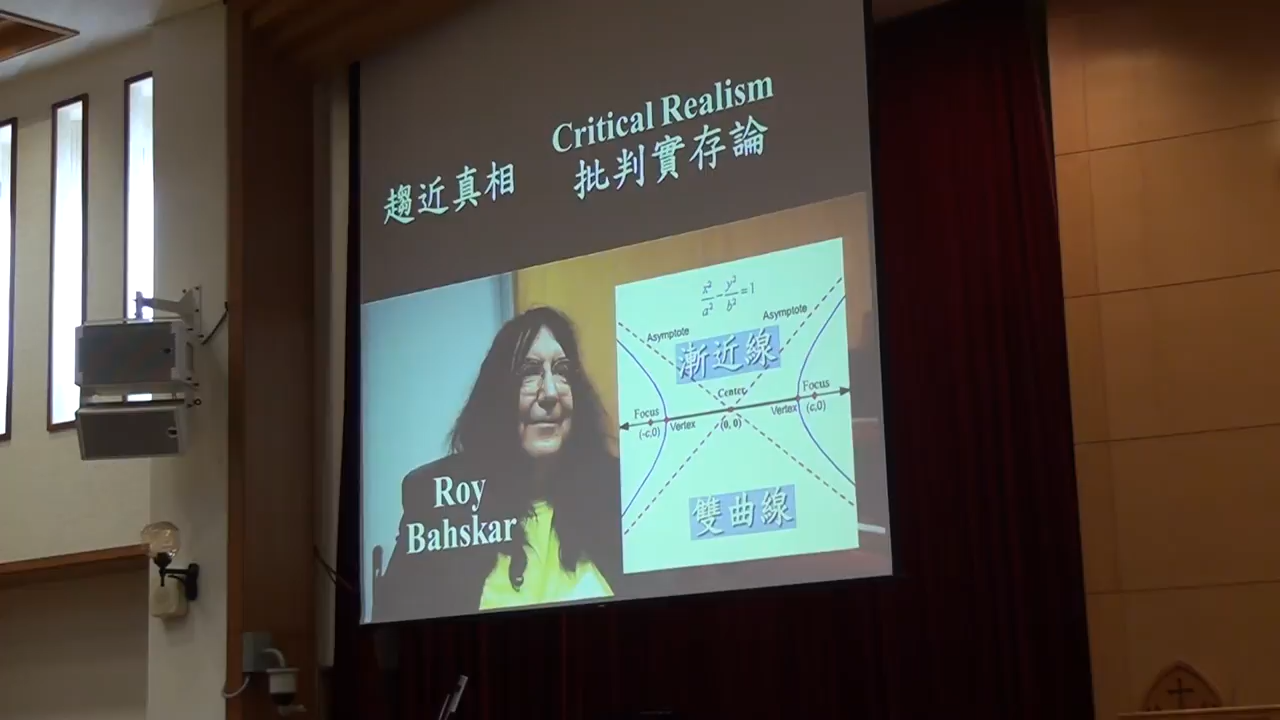 Critical Realism
趨近真相 批判實存論
x²/a² - y²/b² = 1
Asymptote
Asymptote
漸近線
Center
Focus
Focus
(-c,0)
Vertex
(0, 0)
Vertex
(c,0)
雙曲線
Roy
Bahskar